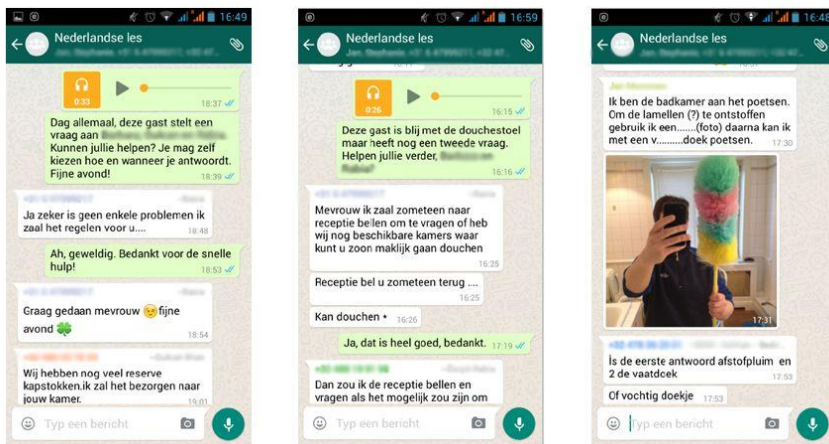 16:49
Nederlandse les
0:33
18:37
Dag allemaal, deze gast stelt een
vraag aan
Kunnen jullie helpen? Je mag zelf
kiezen hoe en wanneer je antwoordt.
Fijne avond!
18:39
Ja zeker is geen enkele problemen ik
zaal het regelen voor u....
18:48
Ah, geweldig. Bedankt voor de snelle
hulp!
18:53
Graag gedaan mevrouw 😉fijne
avond 🍀
18:54
Wij hebben nog veel reserve
kapstokken.ik zal het bezorgen naar
jouw kamer.
19:01
Typ een bericht
16:59
Nederlandse les
0:26
16:15
Deze gast is blij met de douchestoel
maar heeft nog een tweede vraag.
Helpen jullie verder,
16:16
Mevrouw ik zaal zometeen naar
receptie bellen om te vragen of heb
wij nog beschikbare kamers waar
kunt u zoon maklijk gaan douchen
16:25
Receptie bel u zometeen terug ....
16:25
Kan douchen *
16:26
Ja, dat is heel goed, bedankt.
17:19
Dan zou ik de receptie bellen en
vragen als het mogelijk zou zijn om
Typ een bericht
16:48
Nederlandse les
Ik ben de badkamer aan het poetsen.
Om de lamellen (?) te ontstoffen
gebruik ik een.......(foto) daarna kan ik
met een v..........doek poetsen.
17:30
17:31
İs de eerste antwoord afstofpluim en
2 de vaatdoek
17:53
Of vochtig doekje
17:53
Typ een bericht